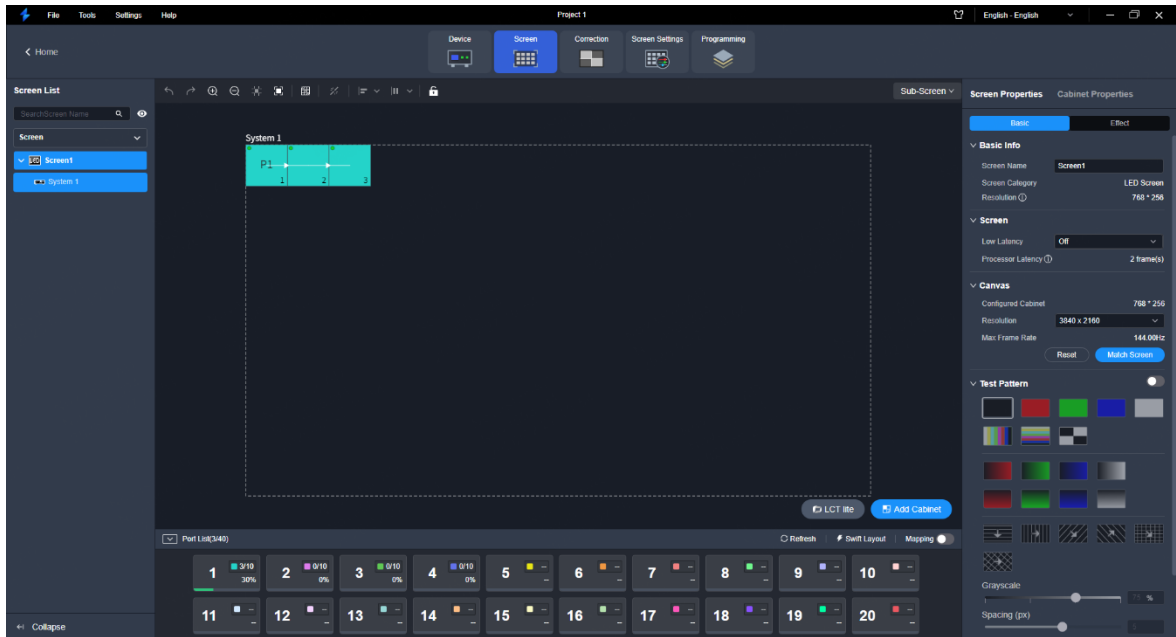 File Tools Settings Help Project 1 English - English
Home
Device Screen Correction Screen Settings Programming
Screen List
SearchScreen Name
Screen
LED Screen1
System 1
Collapse
Sub-Screen
System 1
P1 1 2 3
LCT lite Add Cabinet
Port List(3/40) Refresh Swift Layout Mapping
1 3/10 30% 2 0/10 0% 3 0/10 0% 4 0/10 0% 5 -- -- 6 -- -- 7 -- -- 8 -- -- 9 -- -- 10 -- --
11 -- -- 12 -- -- 13 -- -- 14 -- -- 15 -- -- 16 -- -- 17 -- -- 18 -- -- 19 -- -- 20 -- --
Screen Properties Cabinet Properties
Basic Effect
Basic Info
Screen Name Screen1
Screen Category LED Screen
Resolution 768 * 256
Screen
Low Latency Off
Processor Latency 2 frame(s)
Canvas
Configured Cabinet 768 * 256
Resolution 3840 x 2160
Max Frame Rate 144.00Hz
Reset Match Screen
Test Pattern
Grayscale
%
Spacing (px)